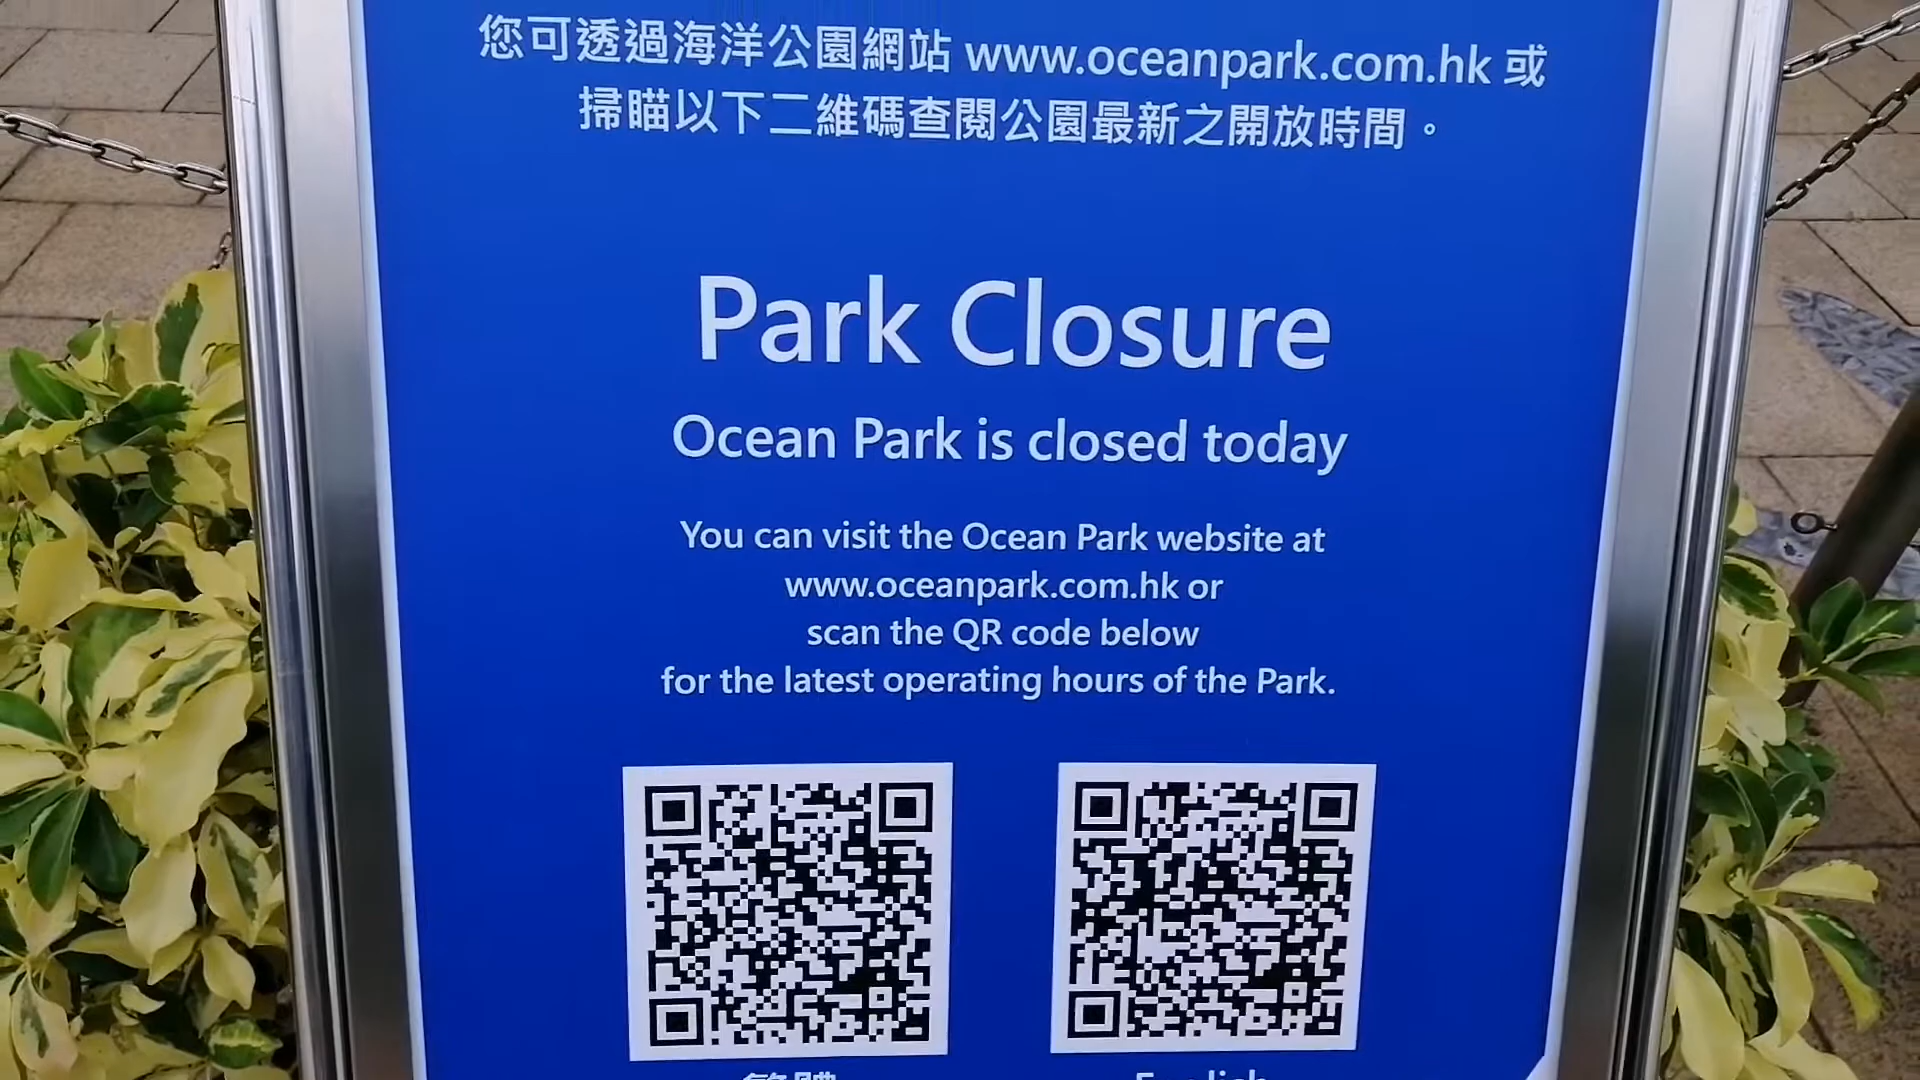 您可透過海洋公園網站 www.oceanpark.com.hk 或
掃瞄以下二維碼查閱公園最新之開放時間。
Park Closure
Ocean Park is closed today
You can visit the Ocean Park website at
www.oceanpark.com.hk or
scan the QR code below
for the latest operating hours of the Park.
繁體 English